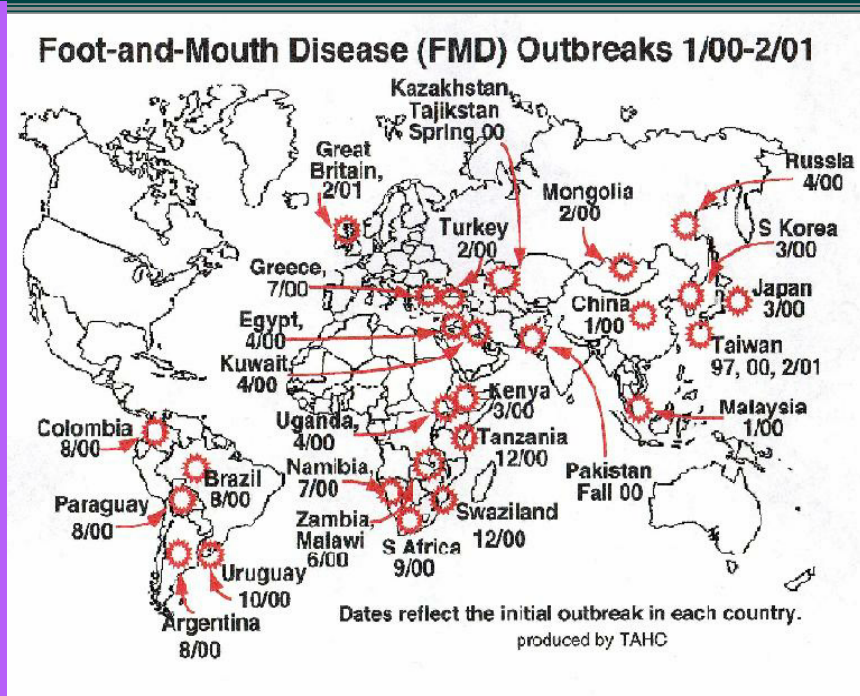 Foot-and-Mouth Disease (FMD) Outbreaks 1/00-2/01
Kazakhstan,
Tajikstan
Spring 00
Great
Britain,
2/01
Russia
4/00
Mongolia
2/00
Turkey
2/00
S Korea
3/00
Greece,
7/00
Japan
3/00
China
1/00
Egypt,
4/00
Taiwan
97, 00, 2/01
Kuwait,
4/00
Kenya
3/00
Malaysia
1/00
Colombia
8/00
Uganda,
4/00
Tanzania
12/00
Brazil
8/00
Namibia,
7/00
Pakistan
Fall 00
Paraguay
8/00
Zambia,
Malawi
6/00
Swaziland
12/00
S Africa
9/00
Uruguay
10/00
Argentina
8/00
Dates reflect the initial outbreak in each country.
produced by TAHC